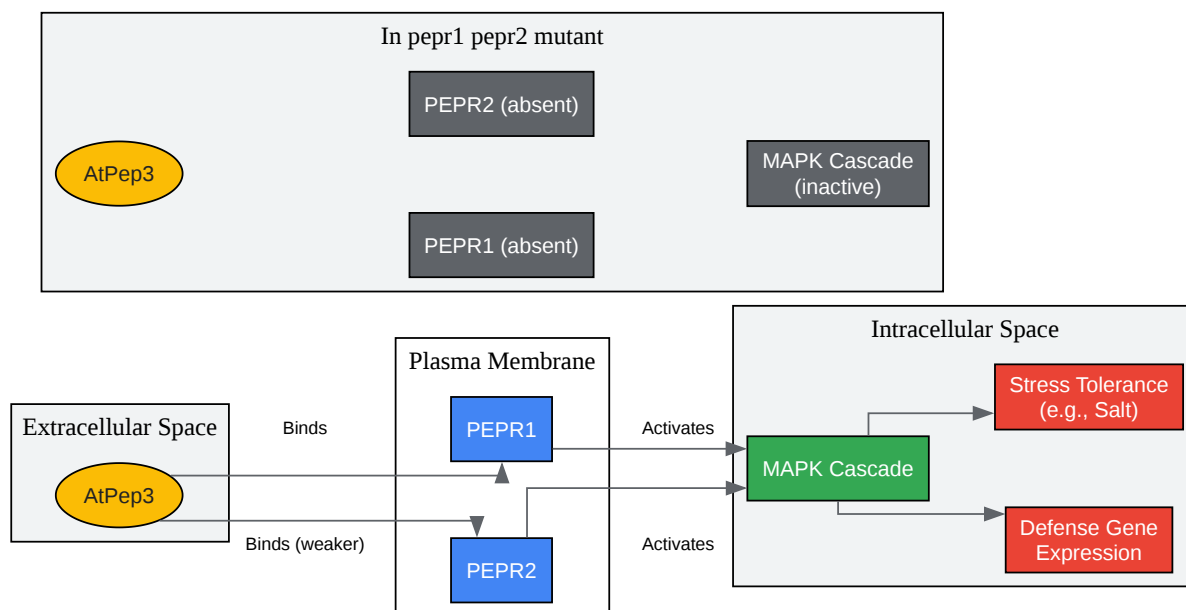 In pepr1 pepr2 mutant
PEPR2 (absent)
AtPep3
MAPK Cascade
(inactive)
PEPR1 (absent)
Intracellular Space
Plasma Membrane
Stress Tolerance
(e.g., Salt)
Extracellular Space
Binds
PEPR1
Activates
MAPK Cascade
AtPep3
Binds (weaker)
PEPR2
Activates
Defense Gene
Expression